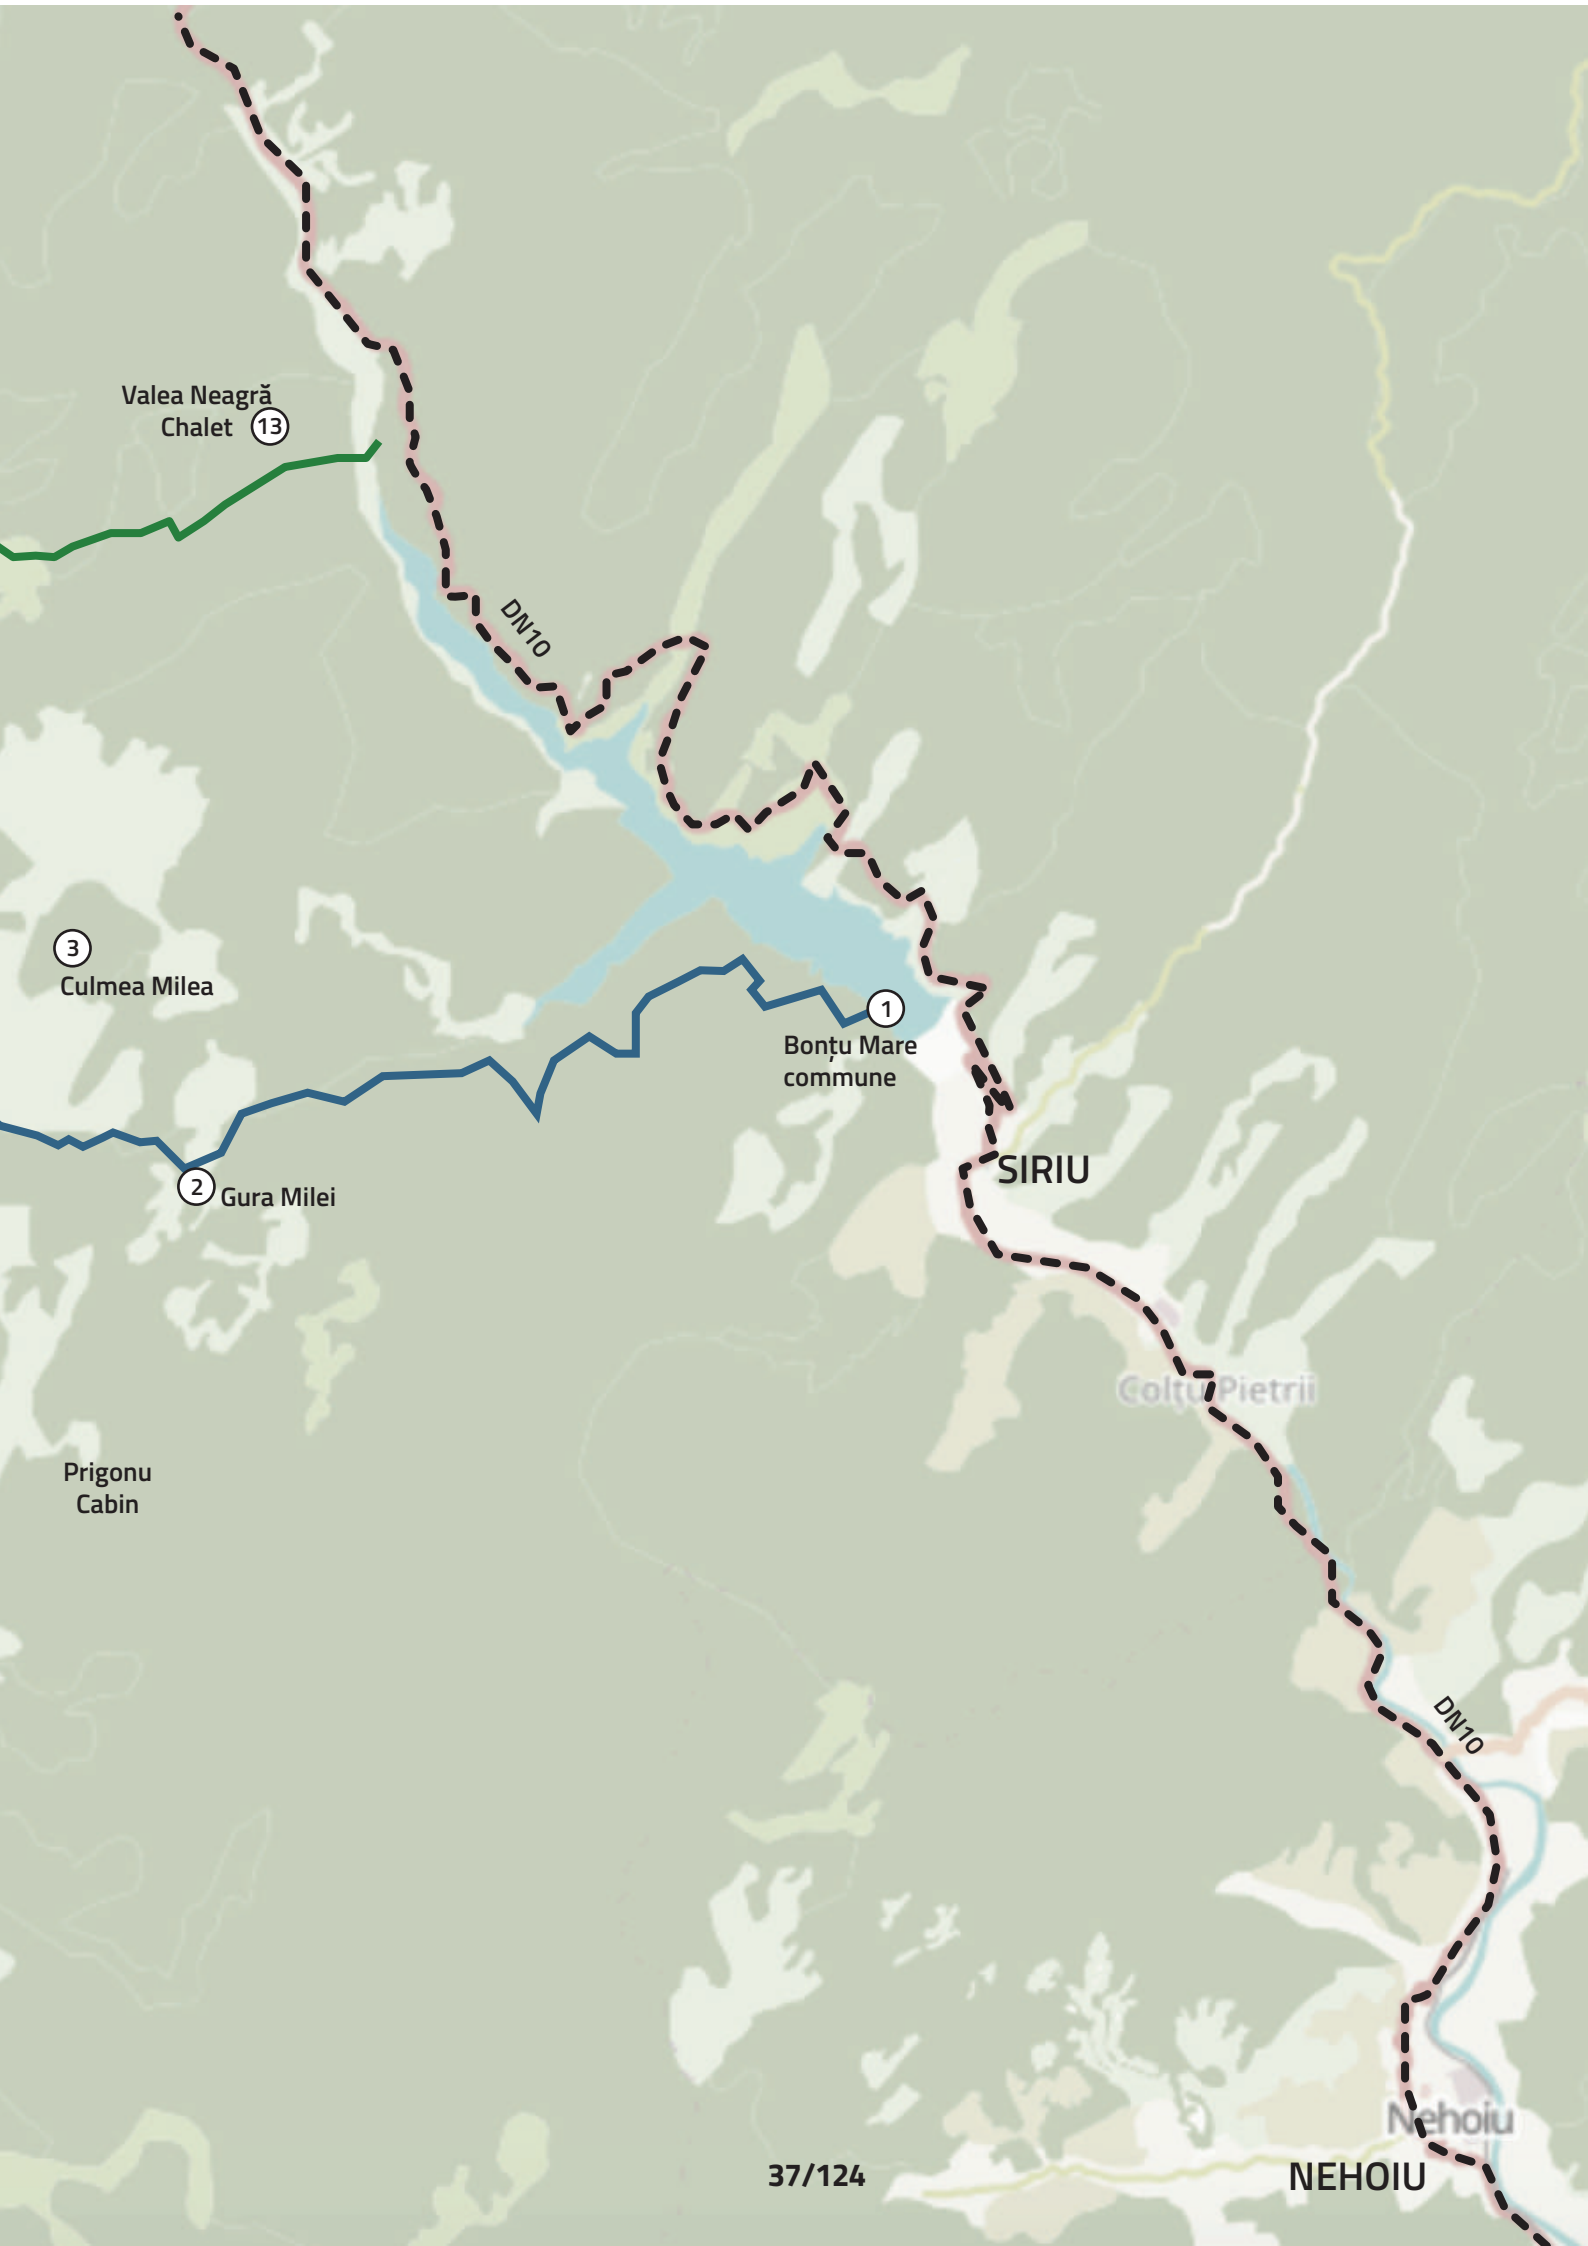 Valea Neagră
Chalet 13
DN10
3
Culmea Milea
1
Bonțu Mare
commune
SIRIU
2
Gura Milei
Colțu Pietrii
Prigonu
Cabin
DN10
Nehoiu
37/124
NEHOIU